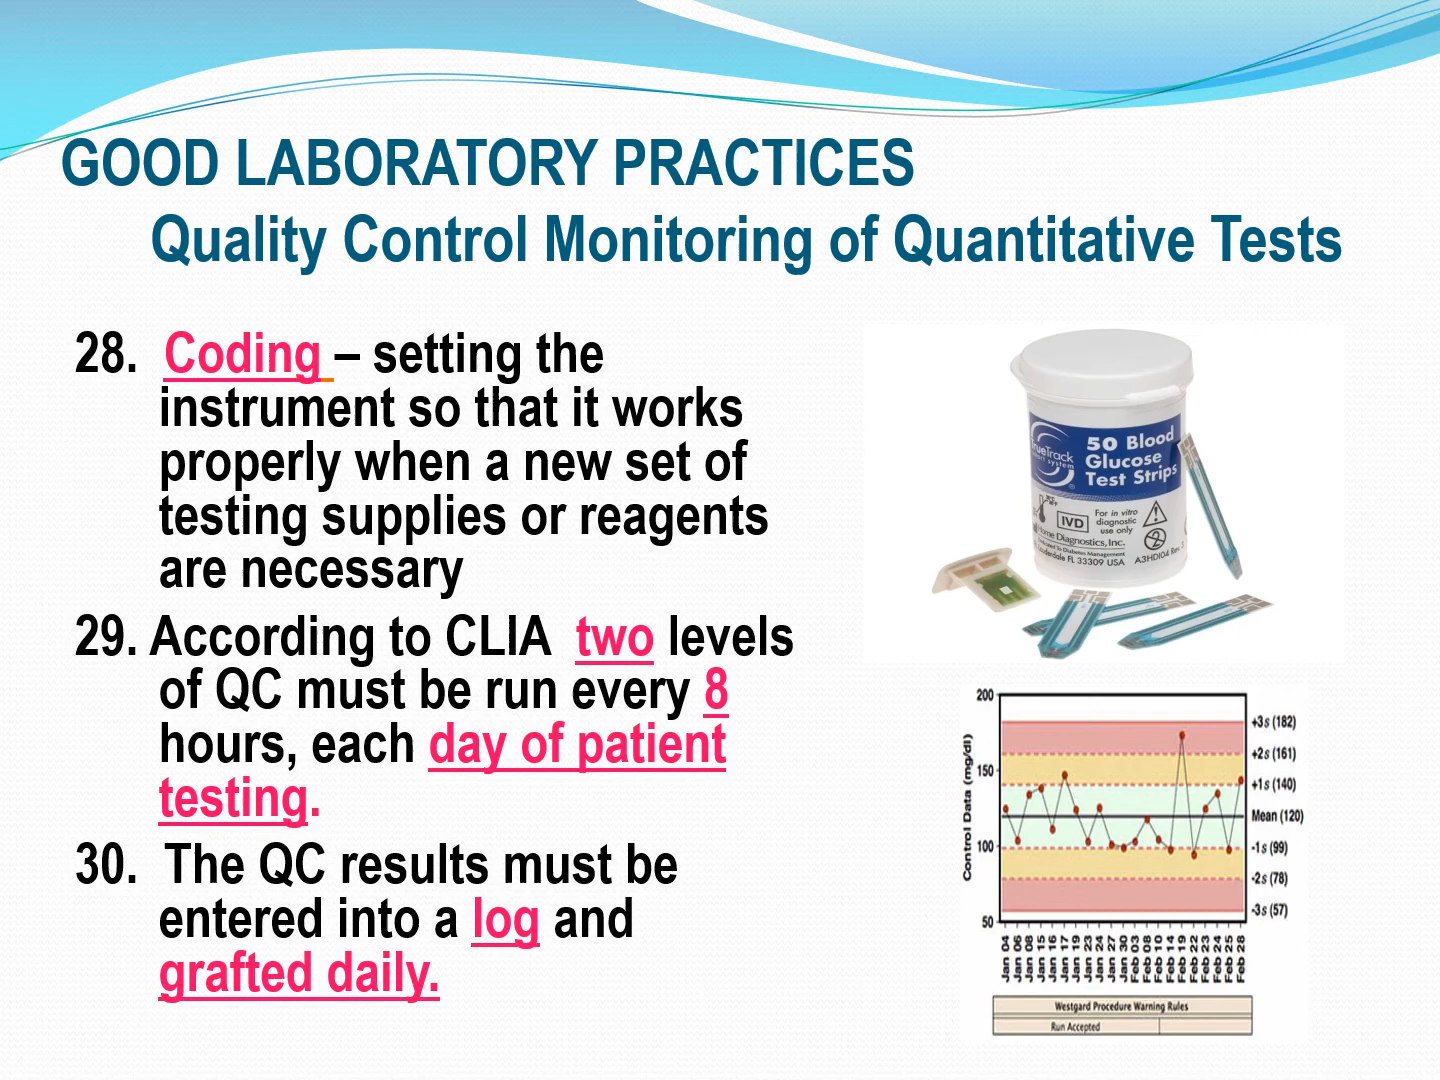 GOOD LABORATORY PRACTICES
Quality Control Monitoring of Quantitative Tests
28. Coding – setting the
instrument so that it works
properly when a new set of
testing supplies or reagents
are necessary
29. According to CLIA two levels
of QC must be run every 8
hours, each day of patient
testing.
30. The QC results must be
entered into a log and
grafted daily.
50 Blood
Glucose
Test Strips
IVD
For in vitro
diagnostic
use only
Home Diagnostics, Inc.
Lauderdale FL 33309 USA
200
150
100
50
Control Data (mg/dl)
+3s (182)
+2s (161)
+1s (140)
Mean (120)
-1s (99)
-2s (78)
-3s (57)
Jan 04
Jan 06
Jan 08
Jan 15
Jan 16
Jan 17
Jan 19
Jan 23
Jan 24
Jan 27
Jan 30
Feb 03
Feb 08
Feb 10
Feb 14
Feb 19
Feb 22
Feb 23
Feb 24
Feb 25
Feb 28
Westgard Procedure Warning Rules
Run Accepted